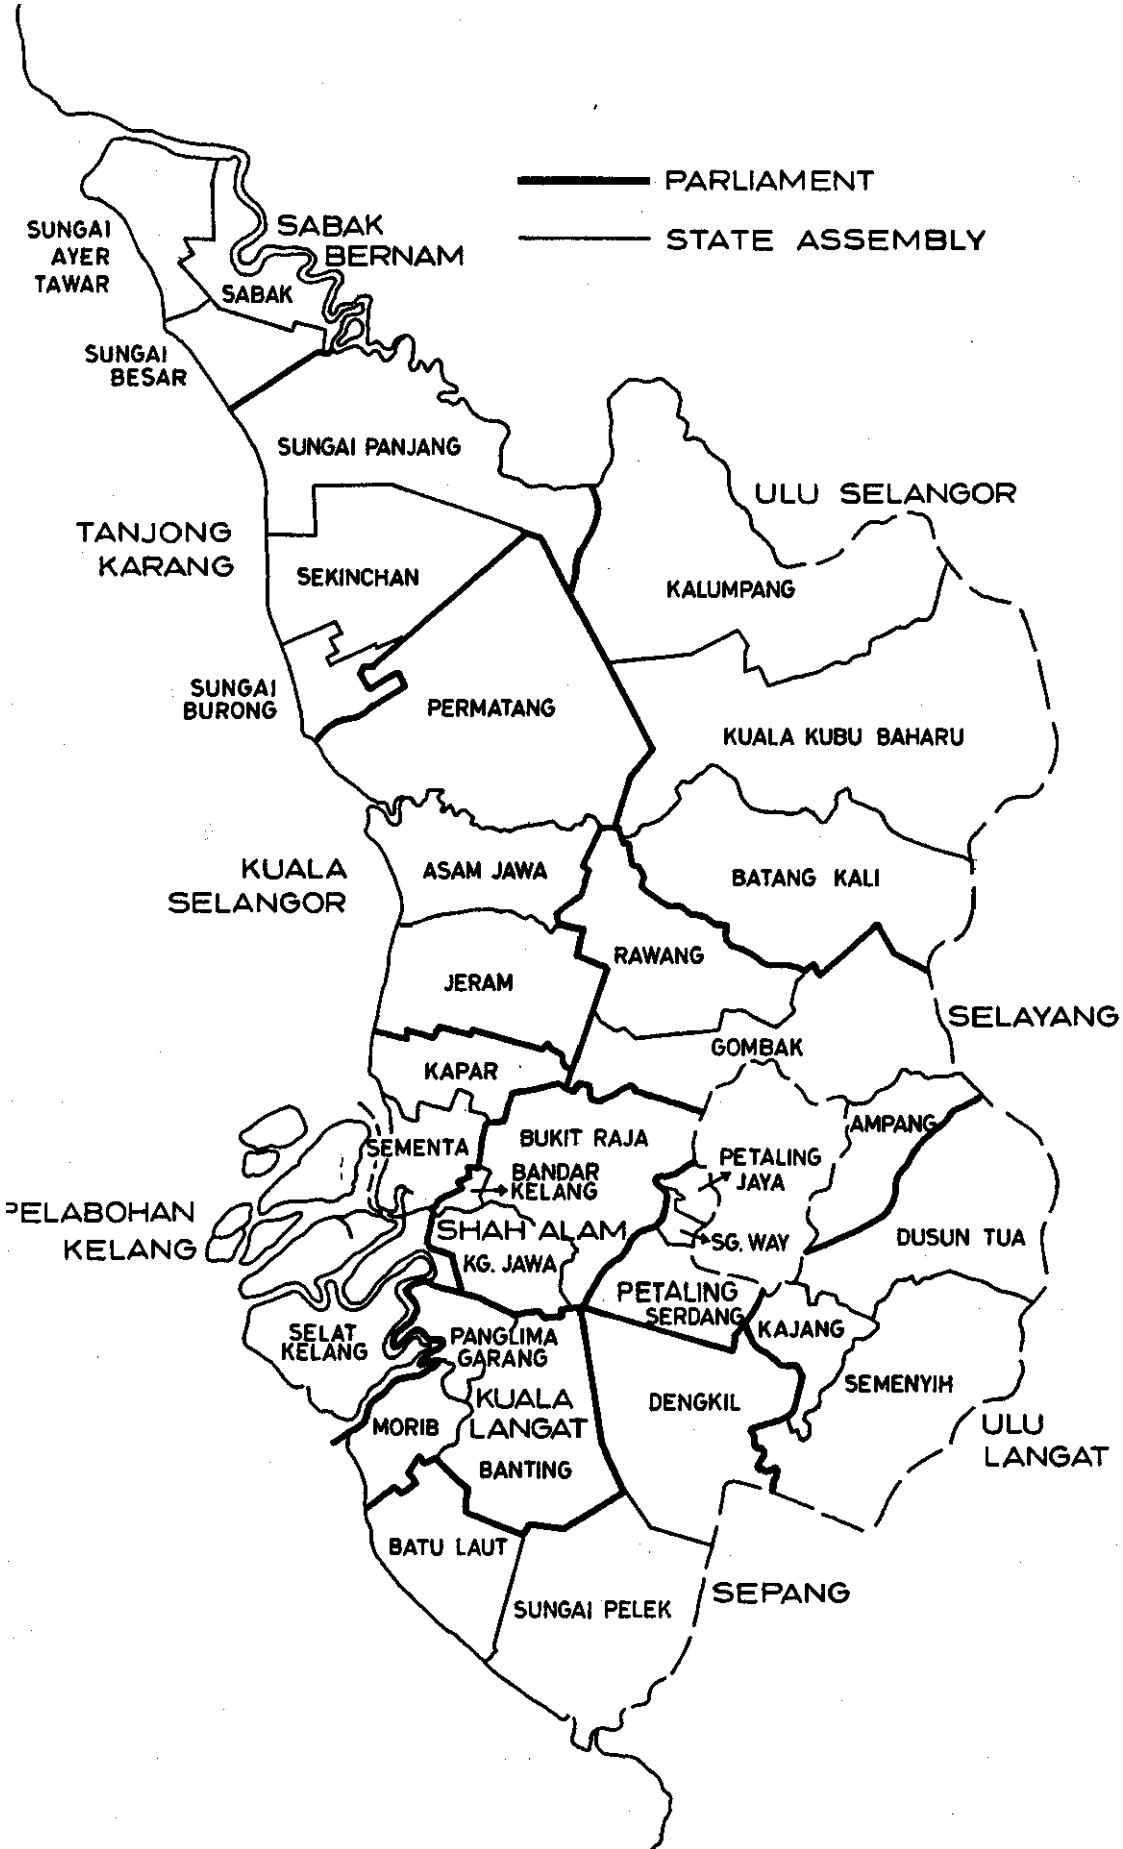 PARLIAMENT
STATE ASSEMBLY
SUNGAI
AYER
TAWAR
SABAK
BERNAM
SABAK
SUNGAI
BESAR
SUNGAI PANJANG
ULU SELANGOR
TANJONG
KARANG
SEKINCHAN
KALUMPANG
SUNGAI
BURONG
PERMATANG
KUALA KUBU BAHARU
KUALA
SELANGOR
ASAM JAWA
BATANG KALI
RAWANG
JERAM
SELAYANG
GOMBAK
KAPAR
AMPANG
SEMENTA
BUKIT RAJA
PETALING
JAYA
BANDAR
KELANG
PELABOHAN
KELANG
SHAH ALAM
SG. WAY
DUSUN TUA
KG. JAWA
PETALING
SERDANG
KAJANG
SELAT
KELANG
PANGLIMA
GARANG
SEMENYIH
KUALA
LANGAT
DENGKIL
MORIB
ULU
LANGAT
BANTING
BATU LAUT
SEPANG
SUNGAI PELEK